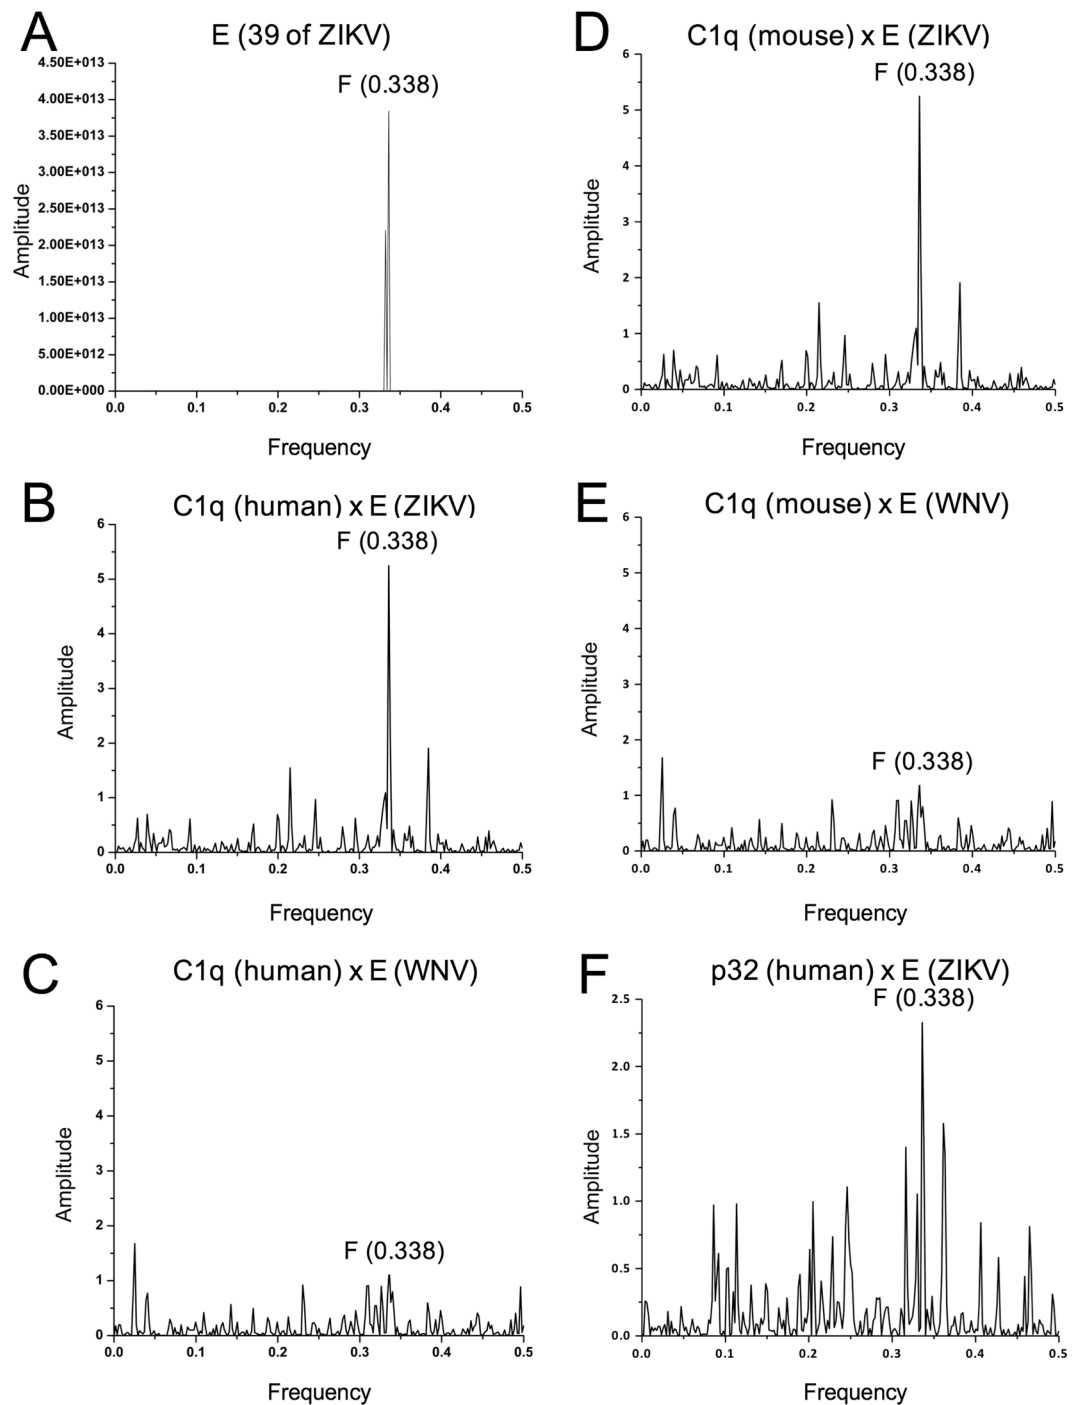 A
E (39 of ZIKV)
F (0.338)
4.50E+013
4.00E+013
3.50E+013
3.00E+013
2.50E+013
2.00E+013
1.50E+013
1.00E+013
5.00E+012
0.00E+000
Amplitude
0.0 0.1 0.2 0.3 0.4 0.5
Frequency
B
C1q (human) x E (ZIKV)
F (0.338)
6
5
4
3
2
1
0
Amplitude
0.0 0.1 0.2 0.3 0.4 0.5
Frequency
C
C1q (human) x E (WNV)
F (0.338)
6
5
4
3
2
1
0
Amplitude
0.0 0.1 0.2 0.3 0.4 0.5
Frequency
D
C1q (mouse) x E (ZIKV)
F (0.338)
6
5
4
3
2
1
0
Amplitude
0.0 0.1 0.2 0.3 0.4 0.5
Frequency
E
C1q (mouse) x E (WNV)
F (0.338)
6
5
4
3
2
1
0
Amplitude
0.0 0.1 0.2 0.3 0.4 0.5
Frequency
F
p32 (human) x E (ZIKV)
F (0.338)
2.5
2.0
1.5
1.0
0.5
0.0
Amplitude
0.0 0.1 0.2 0.3 0.4 0.5
Frequency